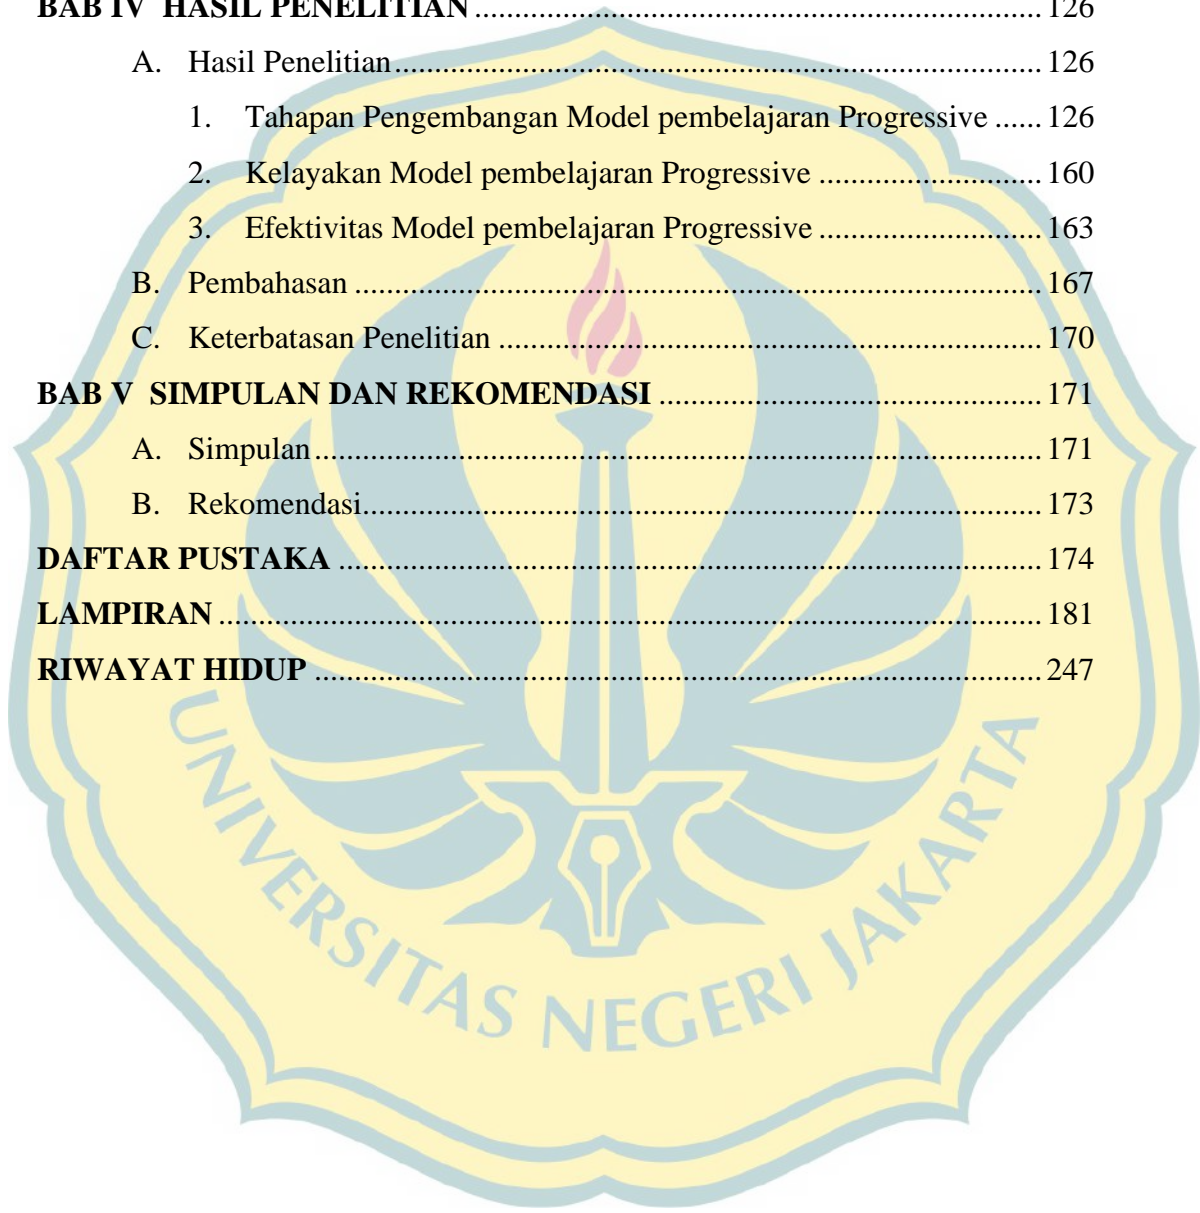 BAB IV HASIL PENELITIAN ........ 126
A. Hasil Penelitian ........ 126
1. Tahapan Pengembangan Model pembelajaran Progressive ...... 126
2. Kelayakan Model pembelajaran Progressive ........ 160
3. Efektivitas Model pembelajaran Progressive ........ 163
B. Pembahasan ........ 167
C. Keterbatasan Penelitian ........ 170
BAB V SIMPULAN DAN REKOMENDASI ........ 171
A. Simpulan ........ 171
B. Rekomendasi ........ 173
DAFTAR PUSTAKA ........ 174
LAMPIRAN ........ 181
RIWAYAT HIDUP ........ 247
UNIVERSITAS NEGERI JAKARTA